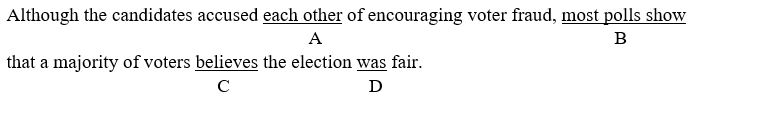 Although the candidates accused each other of encouraging voter fraud, most polls show
A B
that a majority of voters believes the election was fair.
C D